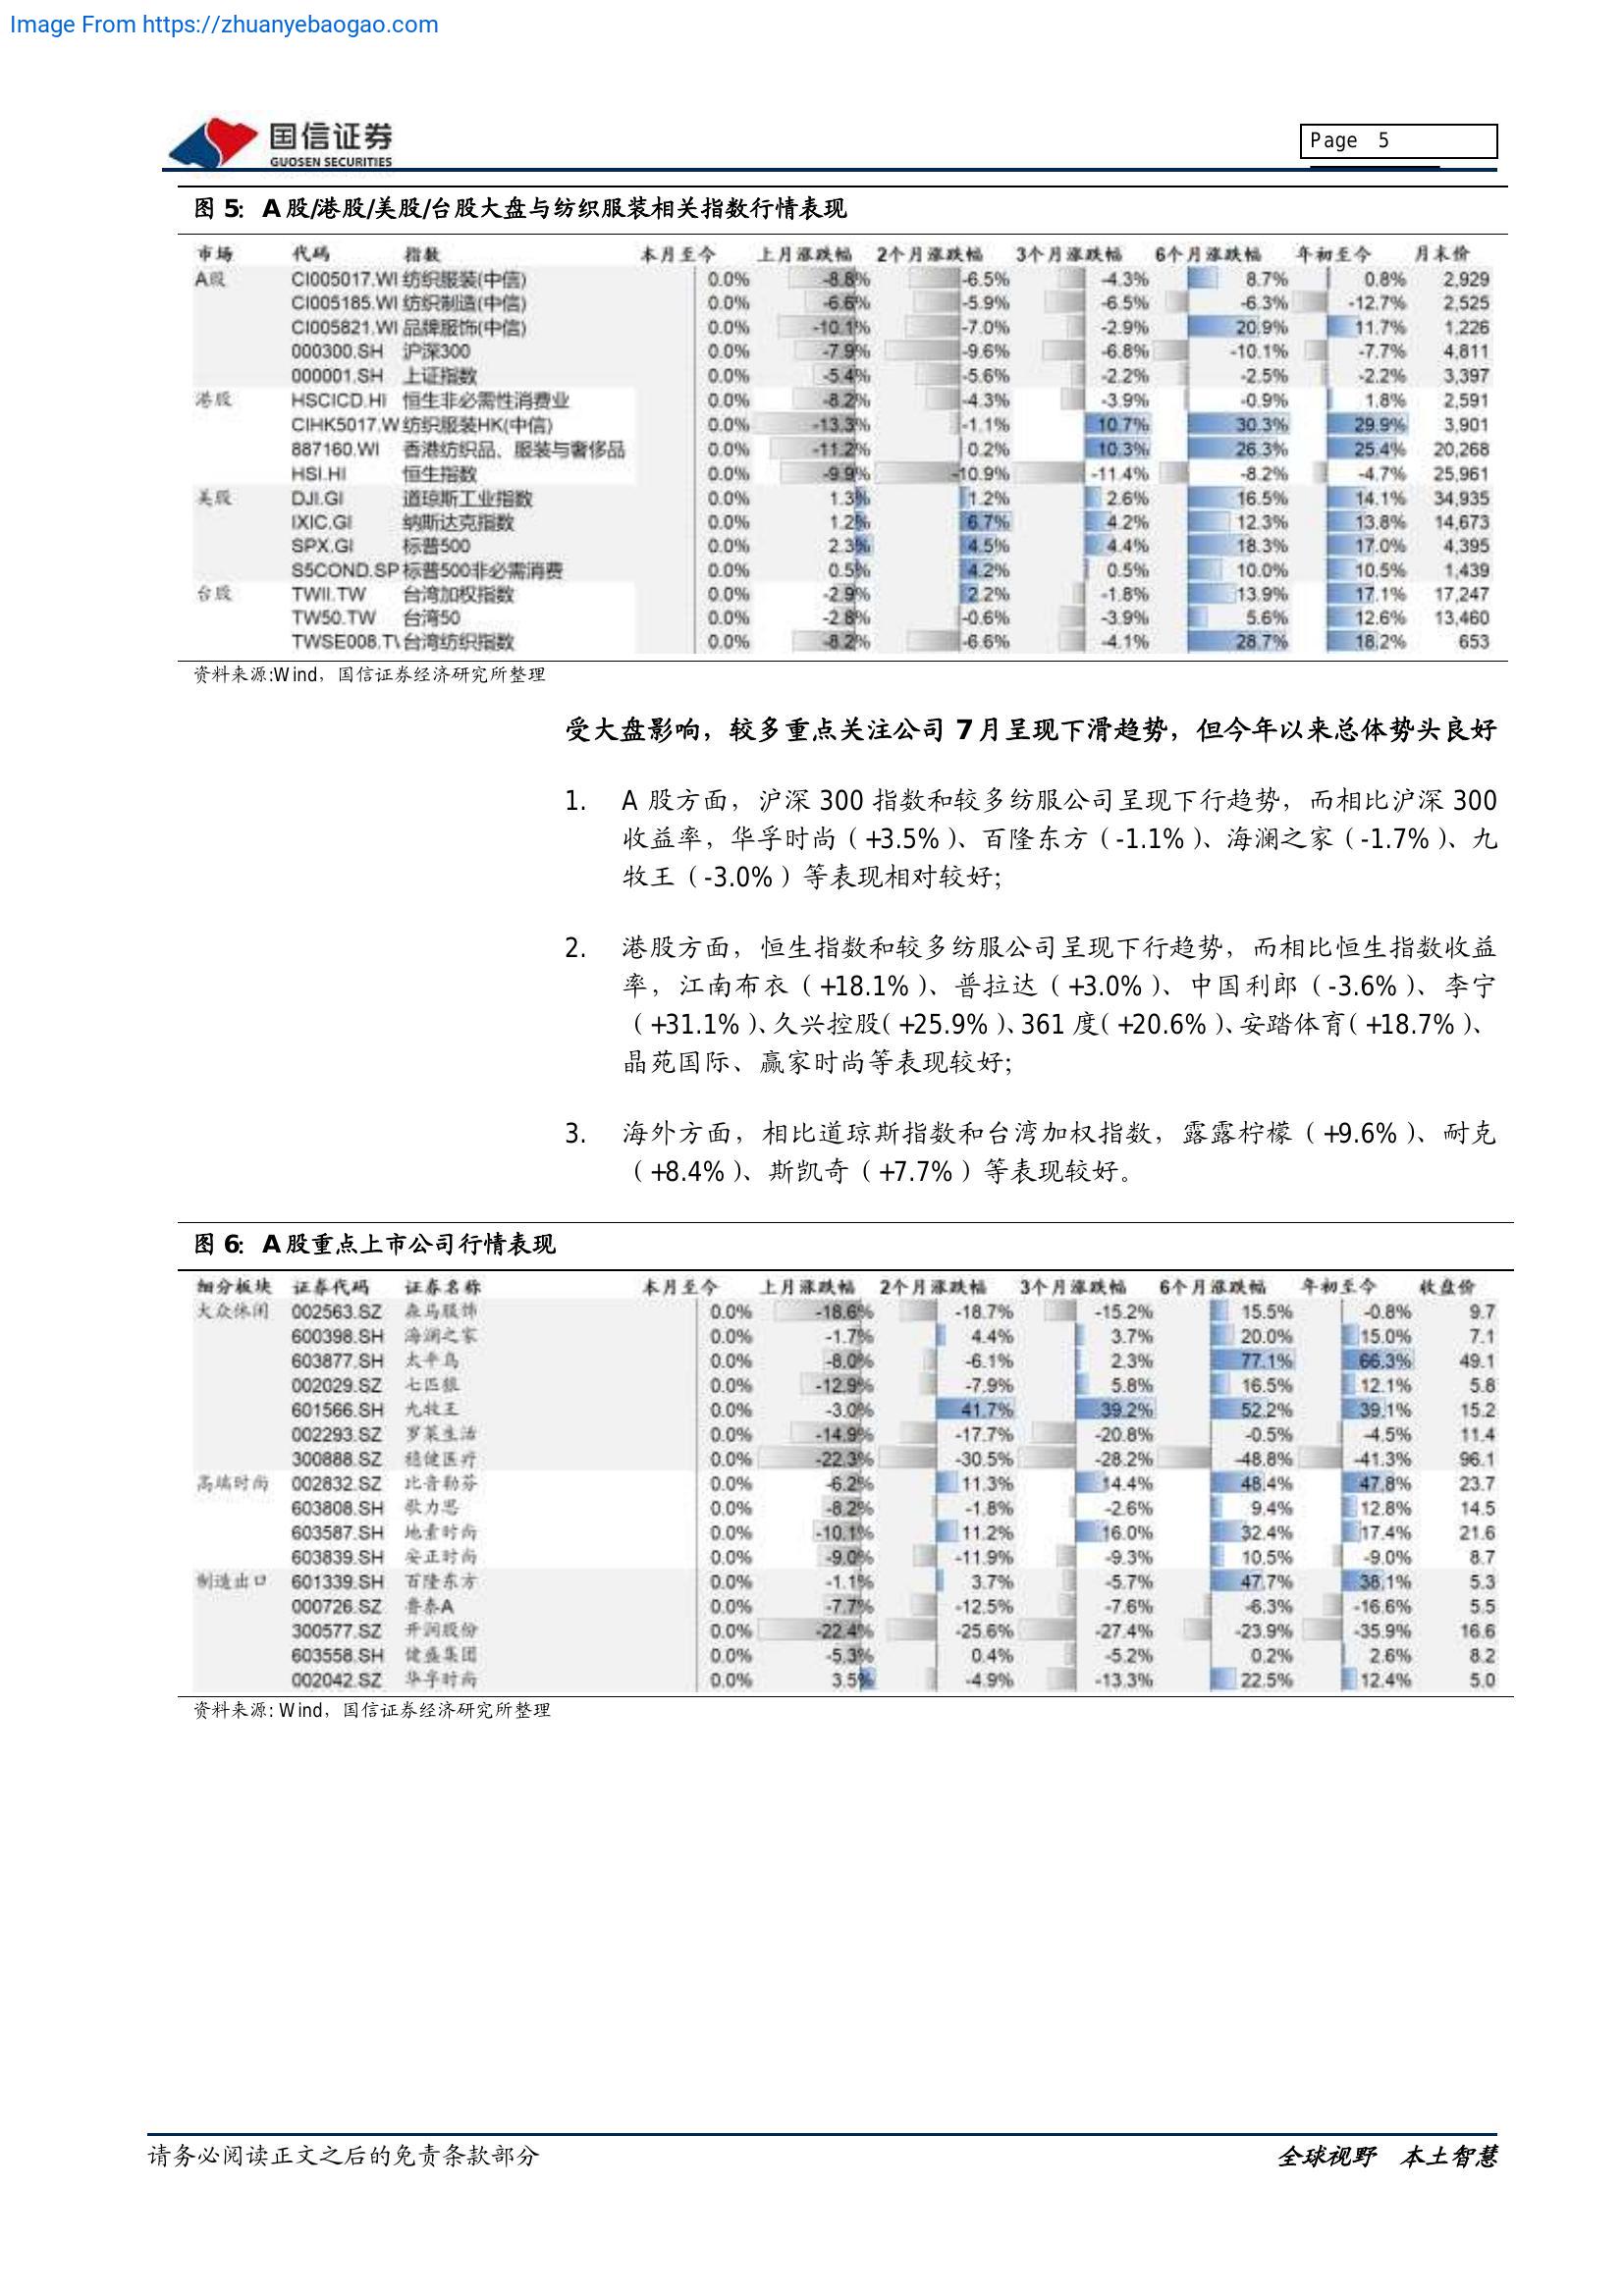 Image From https://zhuanyebaogao.com
国信证券
GUOSEN SECURITIES
Page 5
图 5: A 股/港股/美股/台股大盘与纺织服装相关指数行情表现
市场 代码 指数 本月至今 上月涨跌幅 2个月涨跌幅 3个月涨跌幅 6个月涨跌幅 年初至今 月末价
A股 CI005017.WI 纺织服装(中信) 0.0% -8.8% -6.5% -4.3% 8.7% 0.8% 2,929
CI005185.WI 纺织制造(中信) 0.0% -6.6% -5.9% -6.5% -6.3% -12.7% 2,525
CI005821.WI 品牌服饰(中信) 0.0% -10.1% -7.0% -2.9% 20.9% 11.7% 1,226
000300.SH 沪深300 0.0% -7.9% -9.6% -6.8% -10.1% -7.7% 4,811
000001.SH 上证指数 0.0% -5.4% -5.6% -2.2% -2.5% -2.2% 3,397
港股 HSCICD.HI 恒生非必需性消费业 0.0% -8.2% -4.3% -3.9% -0.9% 1.8% 2,591
CIHK5017.W 纺织服装HK(中信) 0.0% -13.3% -1.1% 10.7% 30.3% 29.9% 3,901
887160.WI 香港纺织品、服装与奢侈品 0.0% -11.2% 0.2% 10.3% 26.3% 25.4% 20,268
HSI.HI 恒生指数 0.0% -9.9% -10.9% -11.4% -8.2% -4.7% 25,961
美股 DJI.GI 道琼斯工业指数 0.0% 1.3% 1.2% 2.6% 16.5% 14.1% 34,935
IXIC.GI 纳斯达克指数 0.0% 1.2% 6.7% 4.2% 12.3% 13.8% 14,673
SPX.GI 标普500 0.0% 2.3% 4.5% 4.4% 18.3% 17.0% 4,395
S5COND.SP 标普500非必需消费 0.0% 0.5% 4.2% 0.5% 10.0% 10.5% 1,439
台股 TWII.TW 台湾加权指数 0.0% -2.9% 2.2% -1.8% 13.9% 17.1% 17,247
TW50.TW 台湾50 0.0% -2.8% -0.6% -3.9% 5.6% 12.6% 13,460
TWSE008.T\ 台湾纺织指数 0.0% -8.2% -6.6% -4.1% 28.7% 18.2% 653
资料来源:Wind，国信证券经济研究所整理
受大盘影响，较多重点关注公司 7 月呈现下滑趋势，但今年以来总体势头良好
1. A 股方面，沪深 300 指数和较多纺服公司呈现下行趋势，而相比沪深 300
收益率，华孚时尚（+3.5%）、百隆东方（-1.1%）、海澜之家（-1.7%）、九
牧王（-3.0%）等表现相对较好；
2. 港股方面，恒生指数和较多纺服公司呈现下行趋势，而相比恒生指数收益
率，江南布衣（+18.1%）、普拉达（+3.0%）、中国利郎（-3.6%）、李宁
（+31.1%）、久兴控股（+25.9%）、361 度（+20.6%）、安踏体育（+18.7%）、
晶苑国际、赢家时尚等表现较好；
3. 海外方面，相比道琼斯指数和台湾加权指数，露露柠檬（+9.6%）、耐克
（+8.4%）、斯凯奇（+7.7%）等表现较好。
图 6: A 股重点上市公司行情表现
细分板块 证券代码 证券名称 本月至今 上月涨跌幅 2个月涨跌幅 3个月涨跌幅 6个月涨跌幅 年初至今 收盘价
大众休闲 002563.SZ 森马服饰 0.0% -18.6% -18.7% -15.2% 15.5% -0.8% 9.7
600398.SH 海澜之家 0.0% -1.7% 4.4% 3.7% 20.0% 15.0% 7.1
603877.SH 太平鸟 0.0% -8.0% -6.1% 2.3% 77.1% 66.3% 49.1
002029.SZ 七匹狼 0.0% -12.9% -7.9% 5.8% 16.5% 12.1% 5.8
601566.SH 九牧王 0.0% -3.0% 41.7% 39.2% 52.2% 39.1% 15.2
002293.SZ 罗莱生活 0.0% -14.9% -17.7% -20.8% -0.5% -4.5% 11.4
300888.SZ 稳健医疗 0.0% -22.3% -30.5% -28.2% -48.8% -41.3% 96.1
高端时尚 002832.SZ 比音勒芬 0.0% -6.2% 11.3% 14.4% 48.4% 47.8% 23.7
603808.SH 歌力思 0.0% -8.2% -1.8% -2.6% 9.4% 12.8% 14.5
603587.SH 地素时尚 0.0% -10.1% 11.2% 16.0% 32.4% 17.4% 21.6
603839.SH 安正时尚 0.0% -9.0% -11.9% -9.3% 10.5% -9.0% 8.7
制造出口 601339.SH 百隆东方 0.0% -1.1% 3.7% -5.7% 47.7% 38.1% 5.3
000726.SZ 鲁泰A 0.0% -7.7% -12.5% -7.6% -6.3% -16.6% 5.5
300577.SZ 开润股份 0.0% -22.4% -25.6% -27.4% -23.9% -35.9% 16.6
603558.SH 健盛集团 0.0% -5.3% 0.4% -5.2% 0.2% 2.6% 8.2
002042.SZ 华孚时尚 0.0% 3.5% -4.9% -13.3% 22.5% 12.4% 5.0
资料来源: Wind，国信证券经济研究所整理
请务必阅读正文之后的免责条款部分
全球视野 本土智慧